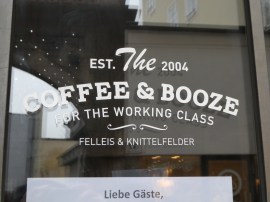 EST. The 2004
COFFEE & BOOZE
FOR THE WORKING CLASS
FELLEIS & KNITTELFELDER
Liebe Gäste,